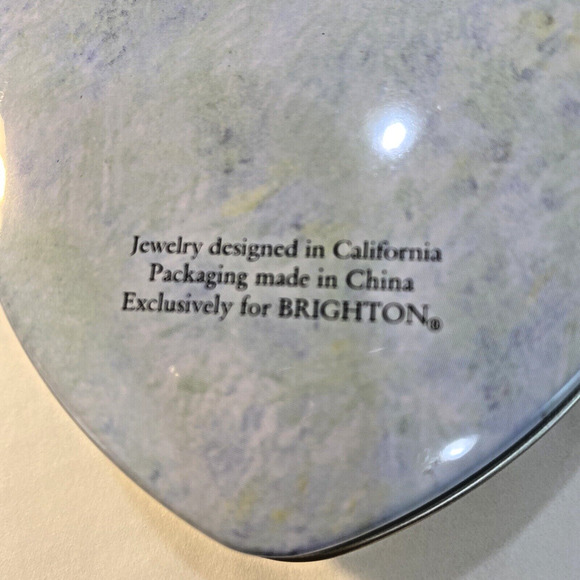 Jewelry designed in California
Packaging made in China
Exclusively for BRIGHTON®